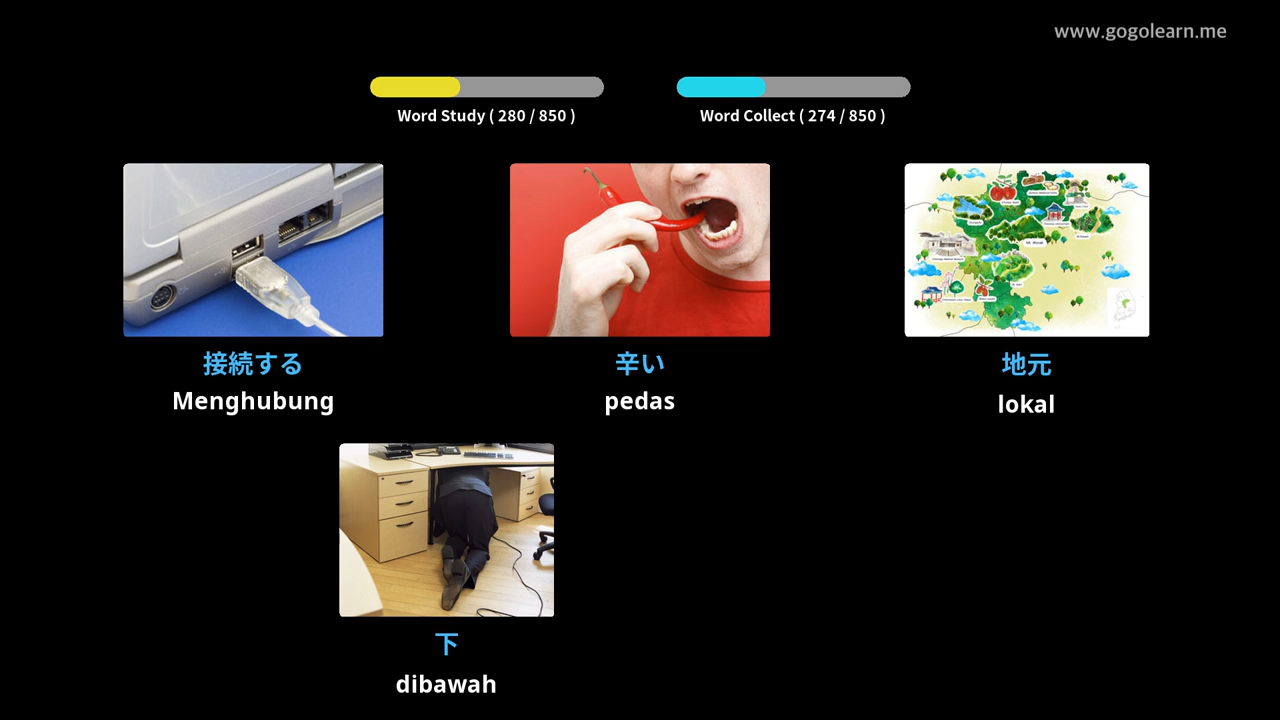 www.gogolearn.me
Word Study ( 280 / 850 )
Word Collect ( 274 / 850 )
接続する
Menghubung
辛い
pedas
地元
lokal
下
dibawah